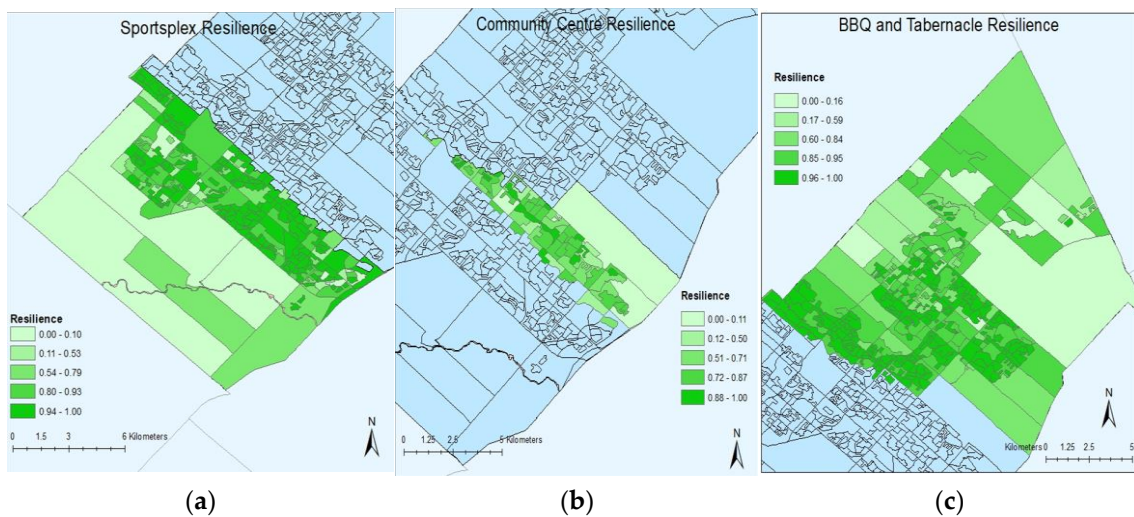 Sportsplex Resilience
Resilience
0.00 - 0.10
0.11 - 0.53
0.54 - 0.79
0.80 - 0.93
0.94 - 1.00
0 1.5 3 6 Kilometers
N
(a)
Community Centre Resilience
Resilience
0.00 - 0.11
0.12 - 0.50
0.51 - 0.71
0.72 - 0.87
0.88 - 1.00
0 1.25 2.5 5 Kilometers
N
(b)
BBQ and Tabernacle Resilience
Resilience
0.00 - 0.16
0.17 - 0.59
0.60 - 0.84
0.85 - 0.95
0.96 - 1.00
N
Kilometers 0 1.25 2.5 5
(c)